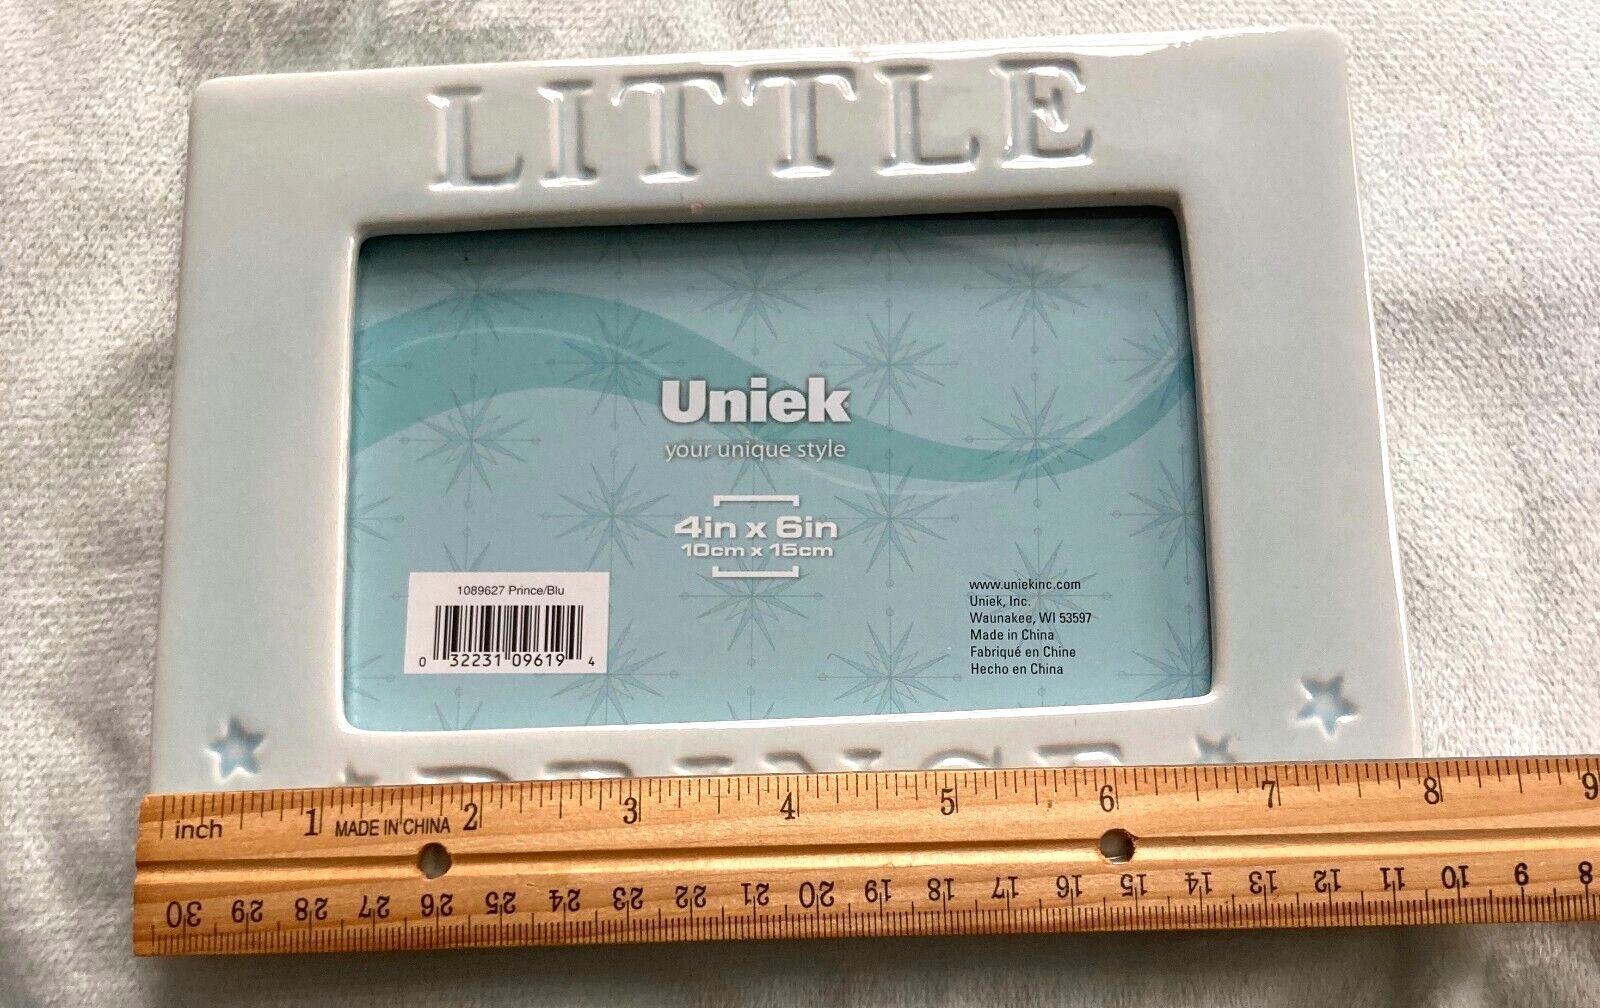 LITTLE
Uniek
your unique style
4in x 6in
10cm x 15cm
1089627 Prince/Blu
0 32231 09619 4
www.uniekinc.com
Uniek, Inc.
Waunakee, WI 53597
Made in China
Fabriqué en Chine
Hecho en China
PRINCE
inch 1 MADE IN CHINA 2 3 4 5 6 7 8 9
30 29 28 27 26 25 24 23 22 21 20 19 18 17 16 15 14 13 12 11 10 9 8